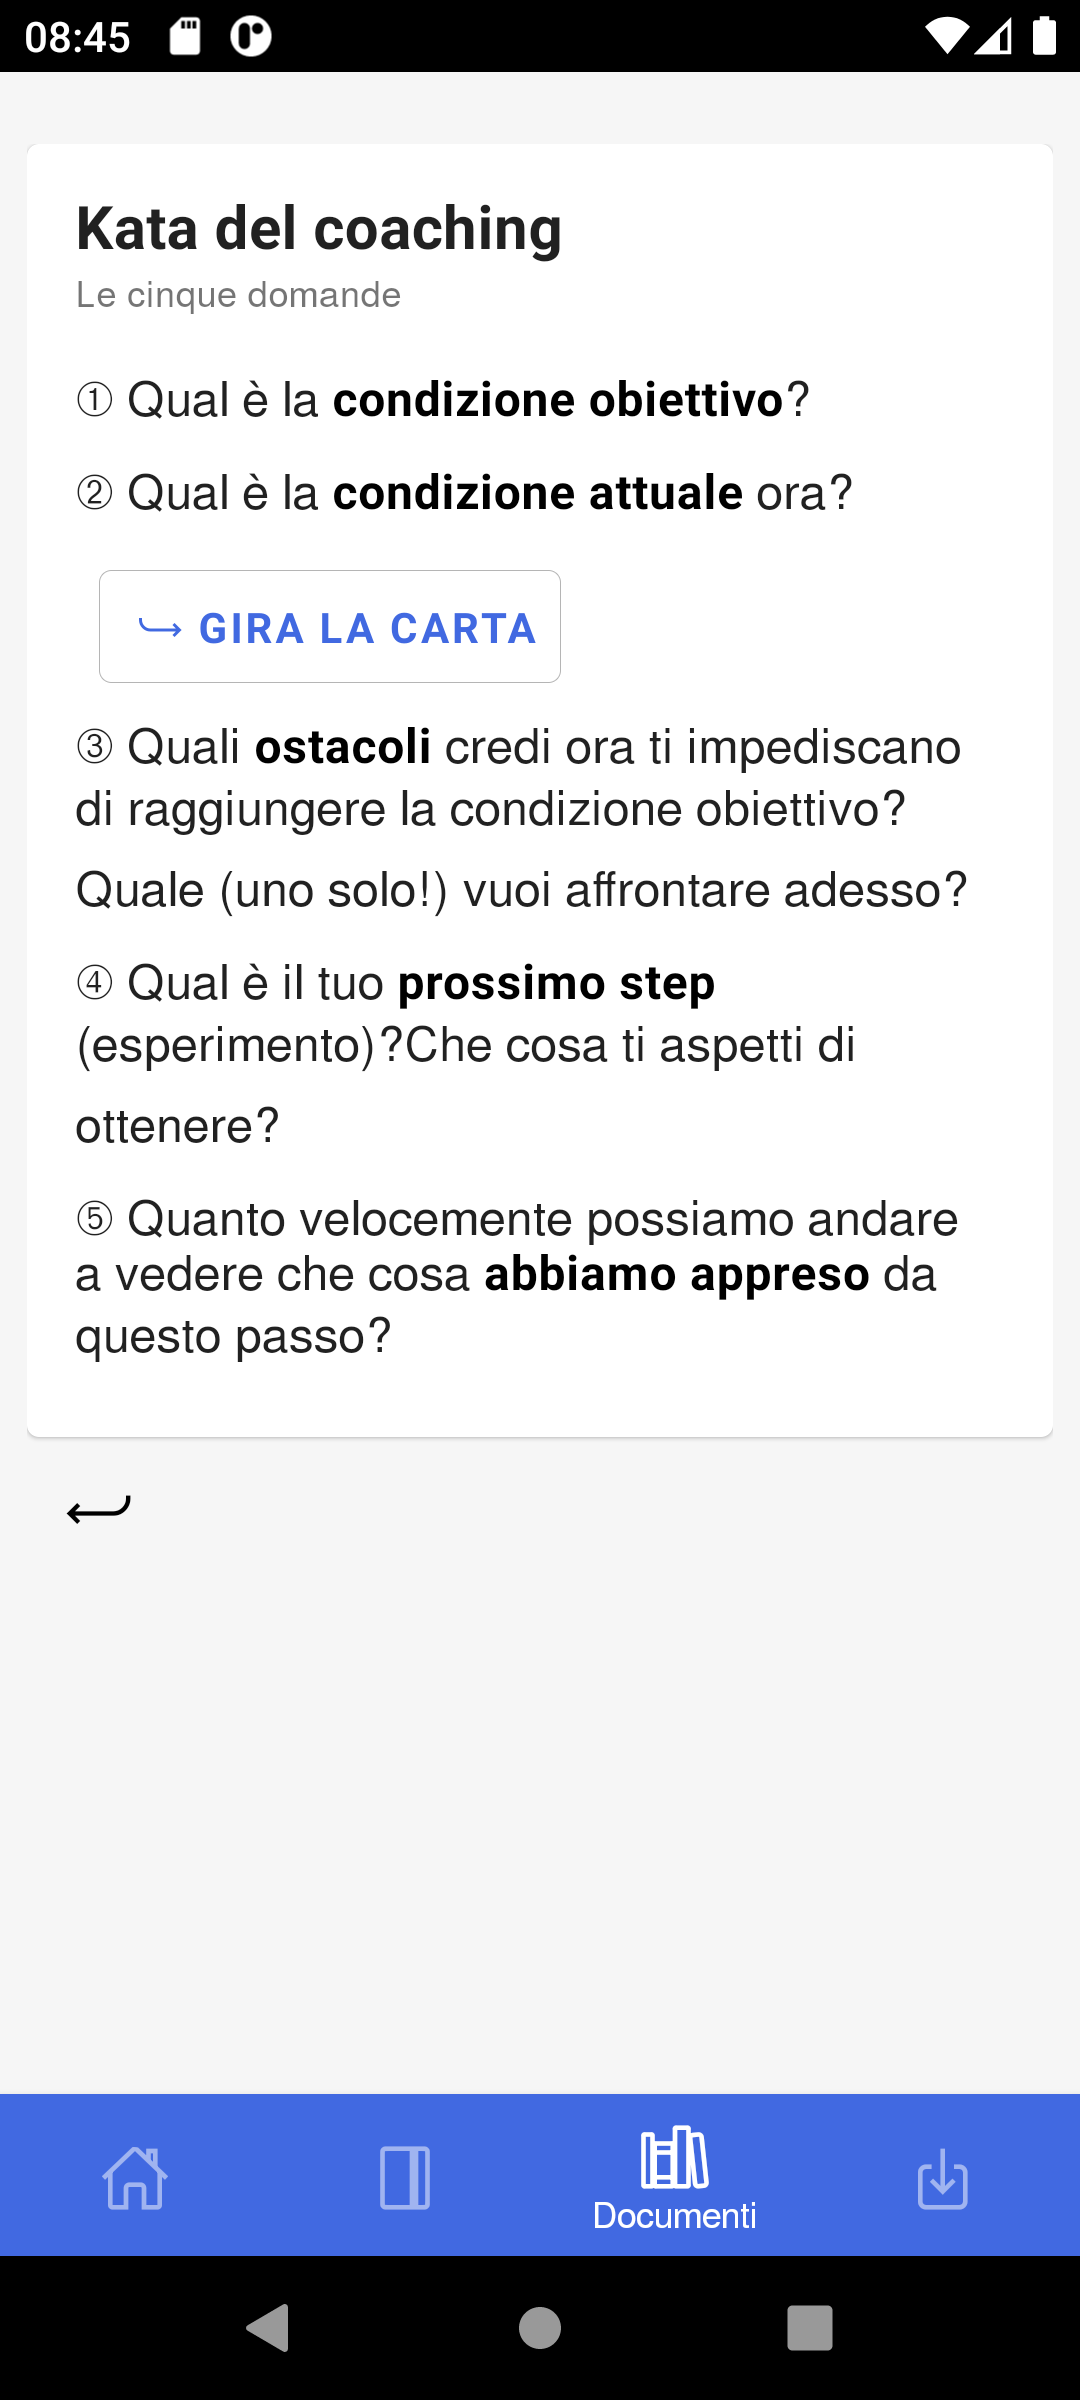 08:45
Kata del coaching
Le cinque domande
① Qual è la condizione obiettivo?
② Qual è la condizione attuale ora?
GIRA LA CARTA
③ Quali ostacoli credi ora ti impediscano
di raggiungere la condizione obiettivo?
Quale (uno solo!) vuoi affrontare adesso?
④ Qual è il tuo prossimo step
(esperimento)?Che cosa ti aspetti di
ottenere?
⑤ Quanto velocemente possiamo andare
a vedere che cosa abbiamo appreso da
questo passo?
Documenti